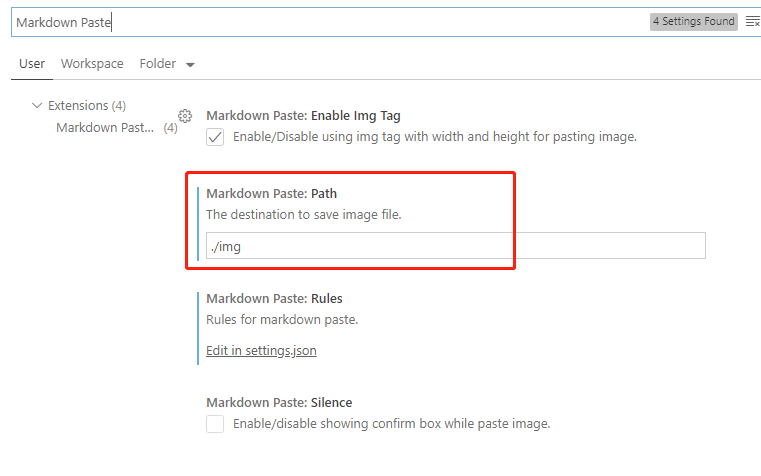 Markdown Paste
4 Settings Found
User Workspace Folder
Extensions (4)
Markdown Past... (4)
Markdown Paste: Enable Img Tag
Enable/Disable using img tag with width and height for pasting image.
Markdown Paste: Path
The destination to save image file.
./img
Markdown Paste: Rules
Rules for markdown paste.
Edit in settings.json
Markdown Paste: Silence
Enable/disable showing confirm box while paste image.